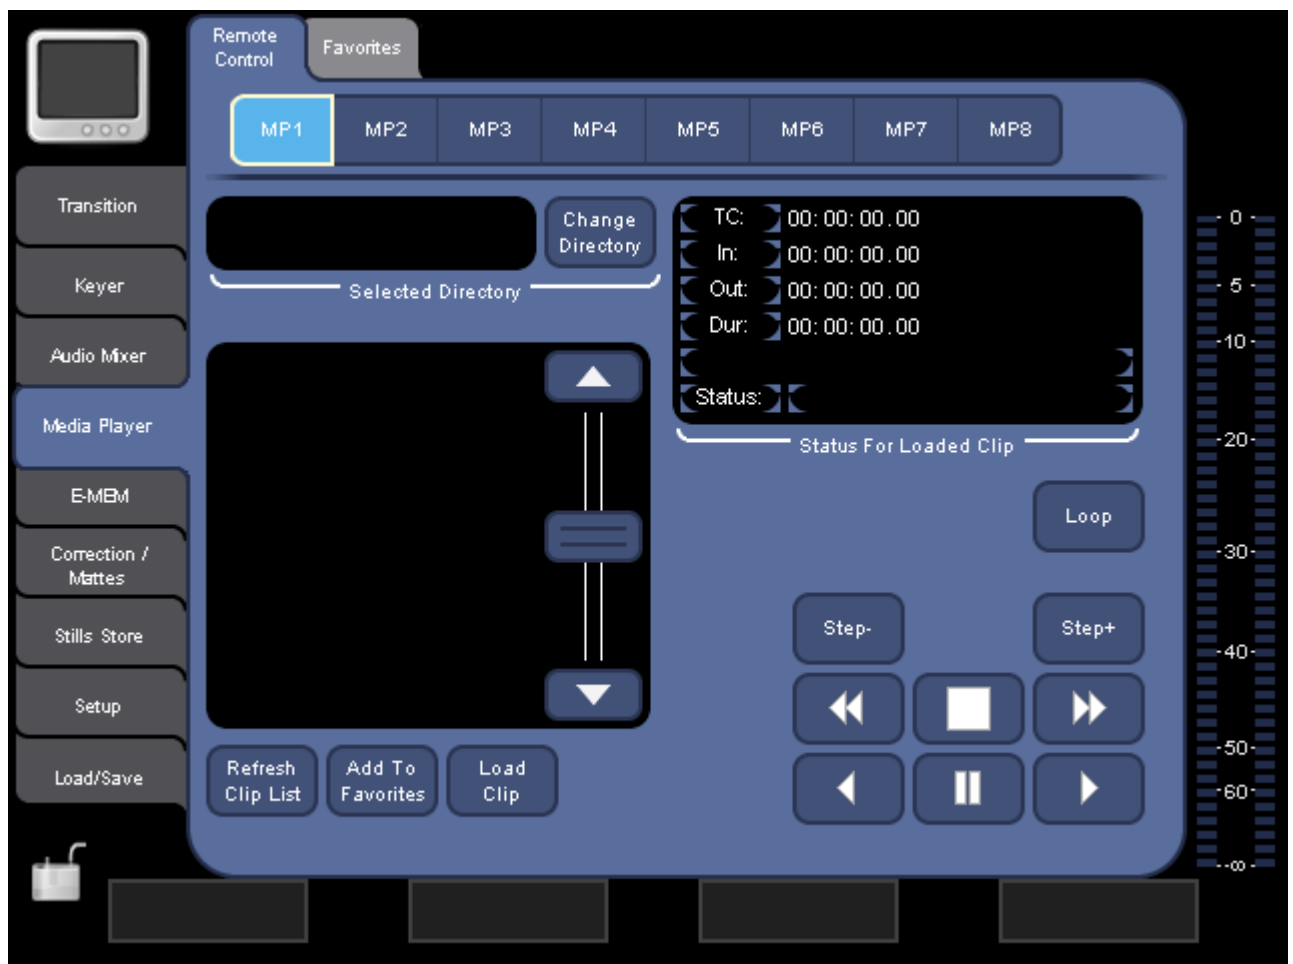 Remote
Control
Favorites
MP1 MP2 MP3 MP4 MP5 MP6 MP7 MP8
Transition
Keyer
Audio Mixer
Media Player
E-MEM
Correction /
Mattes
Stills Store
Setup
Load/Save
Change
Directory
Selected Directory
TC: 00:00:00.00
In: 00:00:00.00
Out: 00:00:00.00
Dur: 00:00:00.00
Status:
Status For Loaded Clip
Loop
Step-
Step+
Refresh
Clip List
Add To
Favorites
Load
Clip
- 0 -
- 5 -
-10-
-20-
-30-
-40-
-50-
-60-
--∞ -